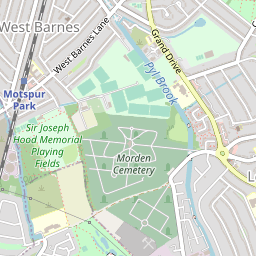 West Barnes
West Barnes Lane
Grand Drive
Pyl Brook
Motspur
Park
Sir Joseph
Hood Memorial
Playing
Fields
Morden
Cemetery
L